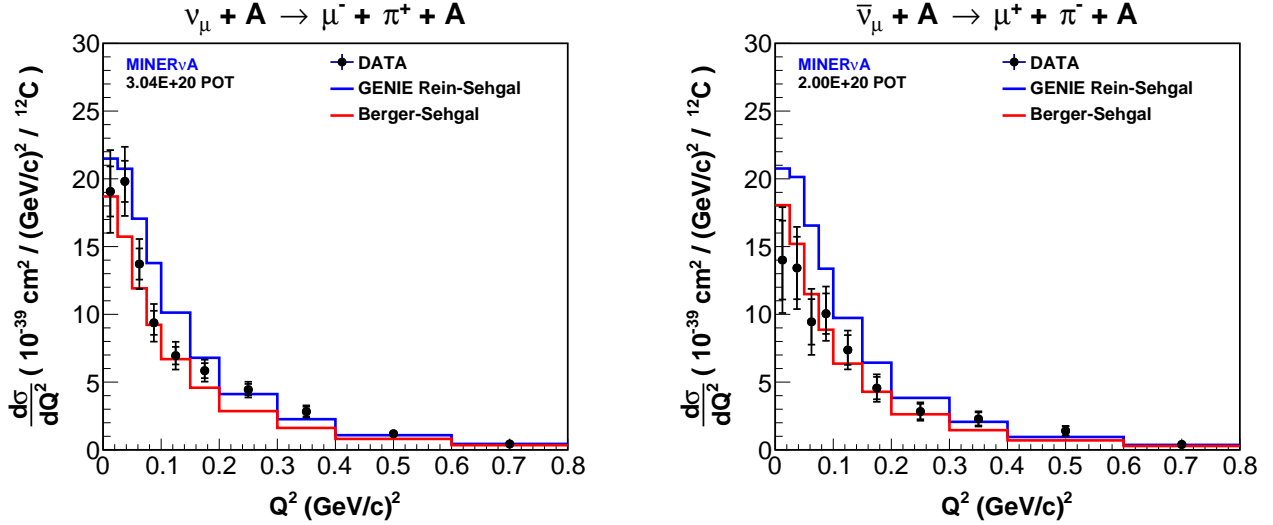 νμ + A → μ⁻ + π⁺ + A
MINERνA
3.04E+20 POT
DATA
GENIE Rein-Sehgal
Berger-Sehgal
dσ/dQ² ( 10⁻³⁹ cm² / (GeV/c)² / ¹²C)
30
25
20
15
10
5
0
0 0.1 0.2 0.3 0.4 0.5 0.6 0.7 0.8
Q² (GeV/c)²
ν̄μ + A → μ⁺ + π⁻ + A
MINERνA
2.00E+20 POT
DATA
GENIE Rein-Sehgal
Berger-Sehgal
dσ/dQ² ( 10⁻³⁹ cm² / (GeV/c)² / ¹²C)
30
25
20
15
10
5
0
0 0.1 0.2 0.3 0.4 0.5 0.6 0.7 0.8
Q² (GeV/c)²